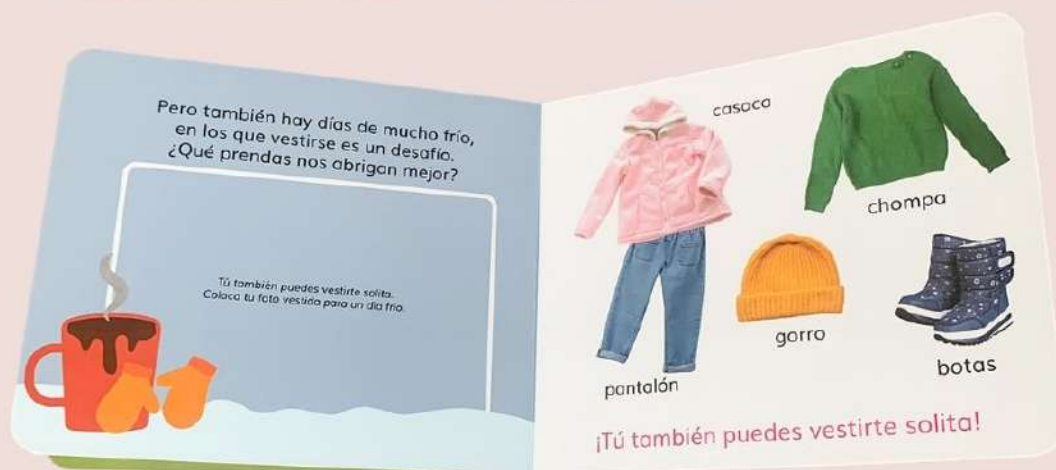 Pero también hay días de mucho frío,
en los que vestirse es un desafío.
¿Qué prendas nos abrigan mejor?
Tú también puedes vestirte solita.
Coloca tu foto vestida para un día frío.
casaca
chompa
gorro
botas
pantalón
¡Tú también puedes vestirte solita!